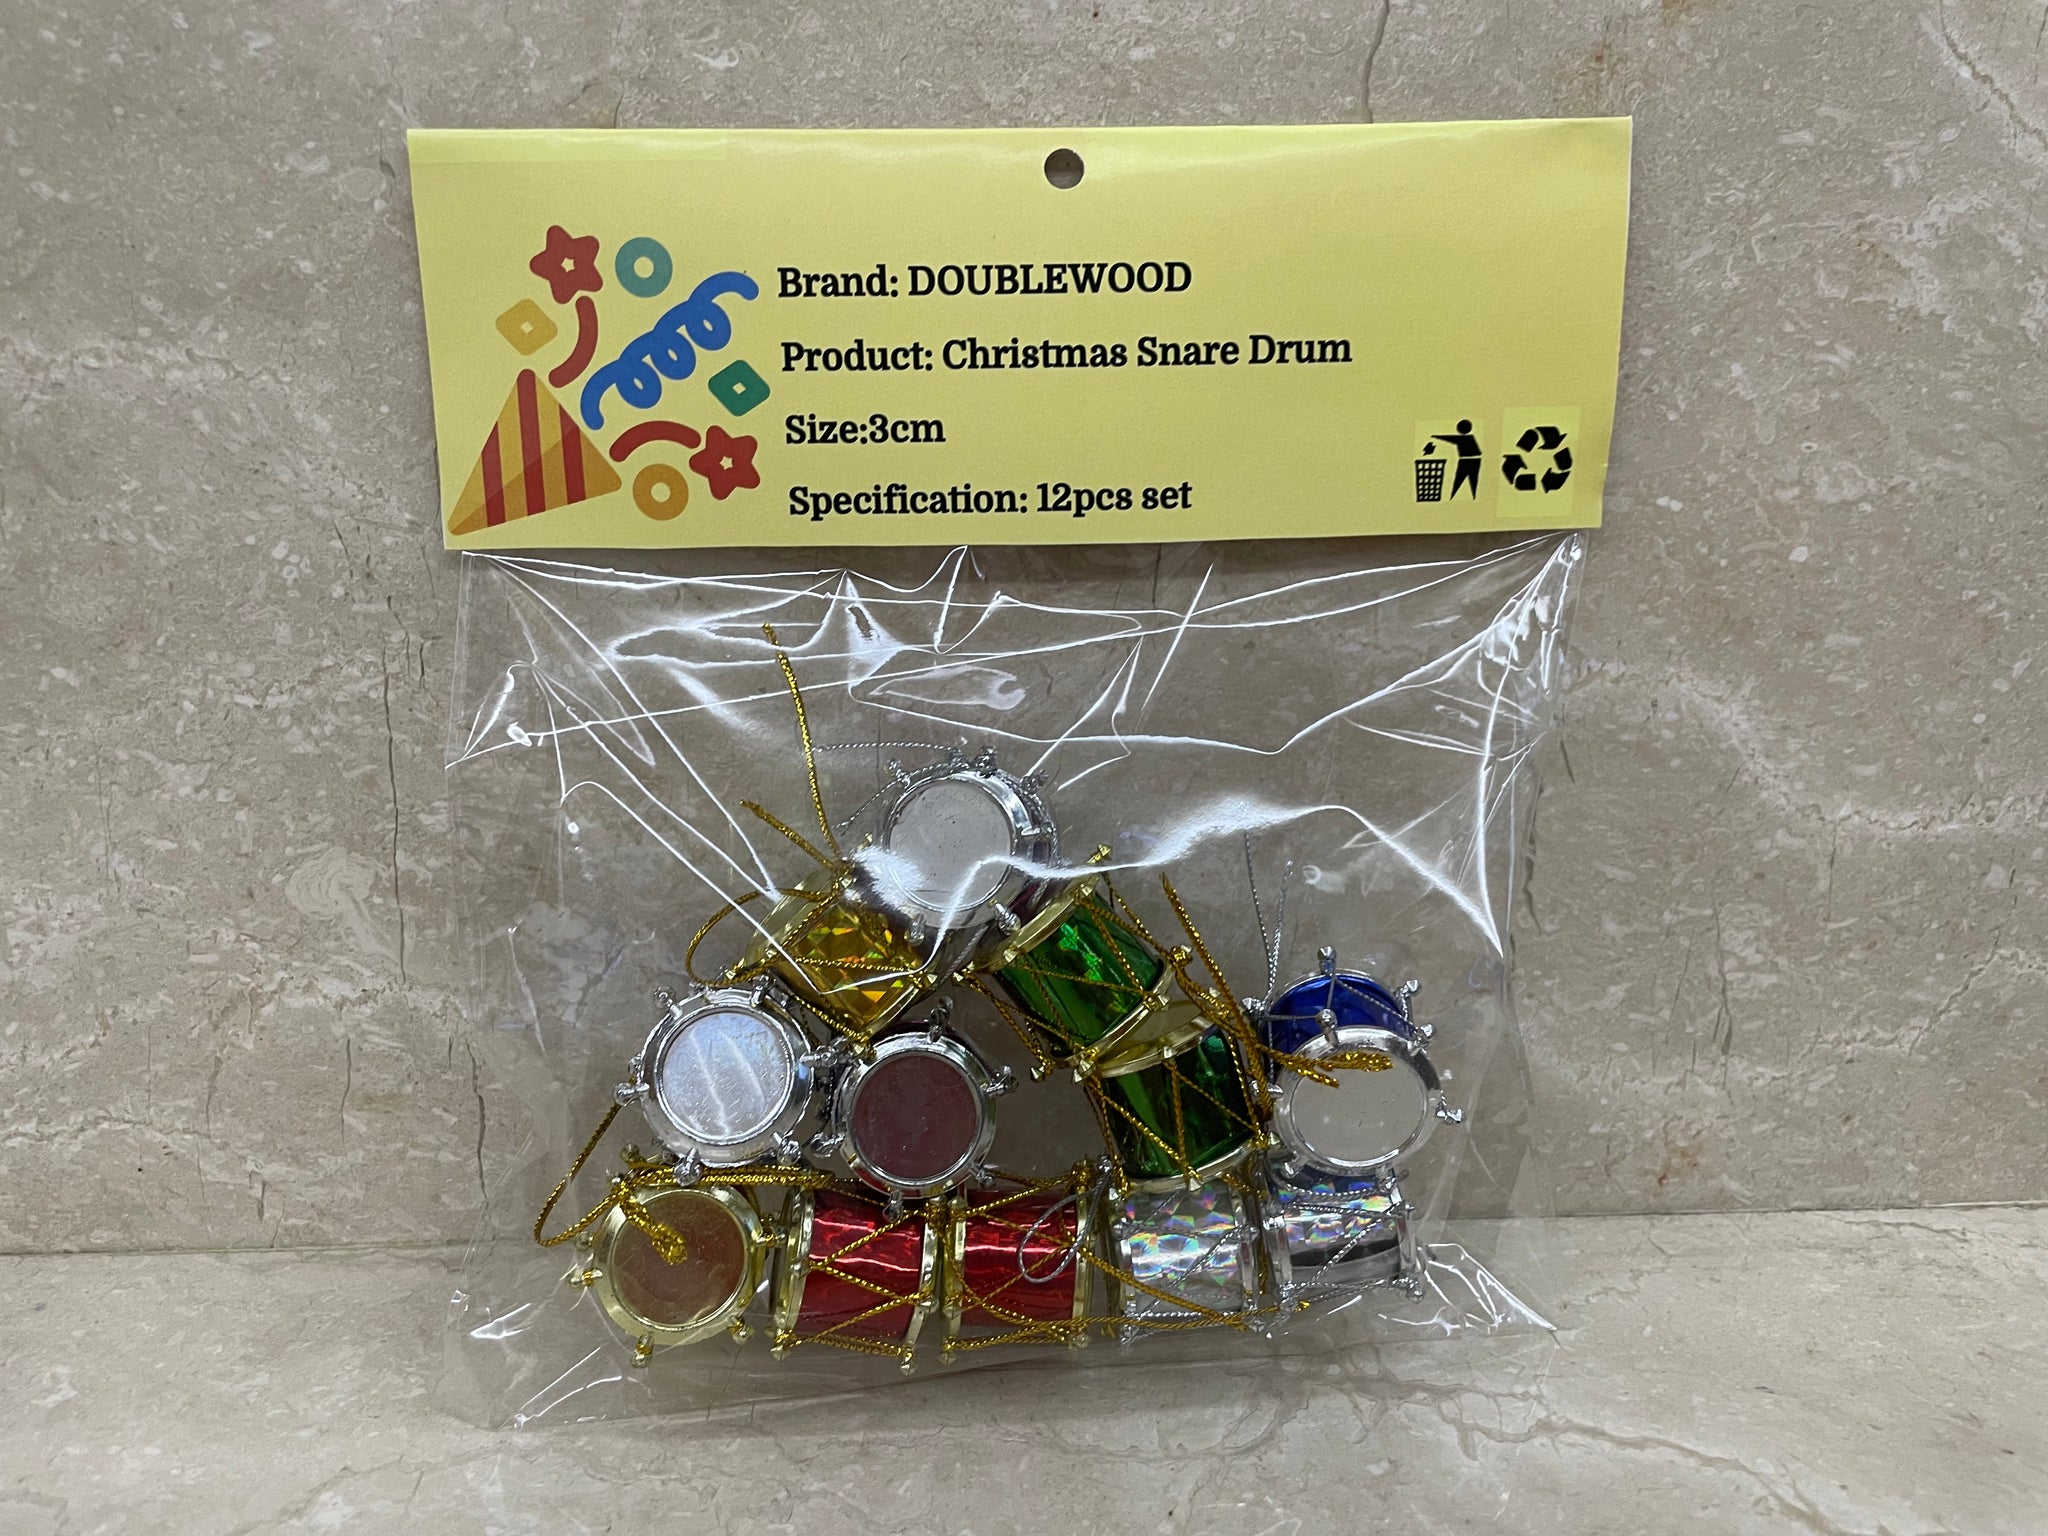 Brand: DOUBLEWOOD
Product: Christmas Snare Drum
Size:3cm
Specification: 12pcs set